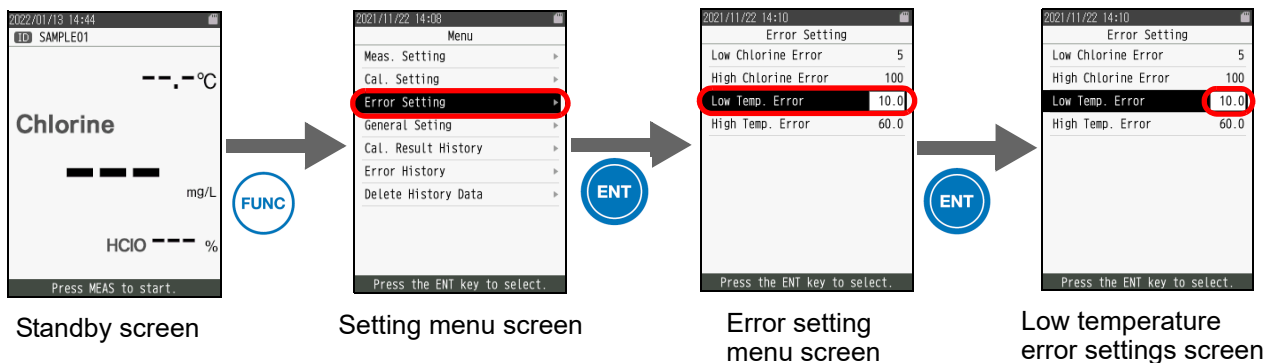 2022/01/13 14:44
ID SAMPLE01
--.-℃
Chlorine
---
mg/L
HClO --- %
Press MEAS to start.
Standby screen
FUNC
2021/11/22 14:08
Menu
Meas. Setting
Cal. Setting
Error Setting
General Seting
Cal. Result History
Error History
Delete History Data
Press the ENT key to select.
Setting menu screen
ENT
2021/11/22 14:10
Error Setting
Low Chlorine Error 5
High Chlorine Error 100
Low Temp. Error 10.0
High Temp. Error 60.0
Press the ENT key to select.
Error setting
menu screen
ENT
2021/11/22 14:10
Error Setting
Low Chlorine Error 5
High Chlorine Error 100
Low Temp. Error 10.0
High Temp. Error 60.0
Press the ENT key to select.
Low temperature
error settings screen